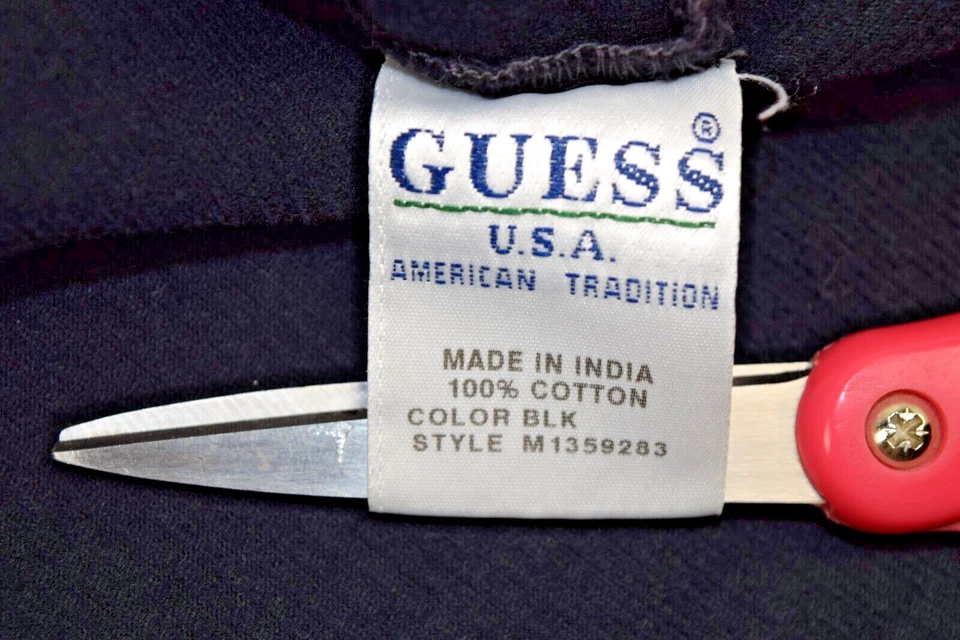 GUESS®
U.S.A.
AMERICAN TRADITION
MADE IN INDIA
100% COTTON
COLOR BLK
STYLE M1359283